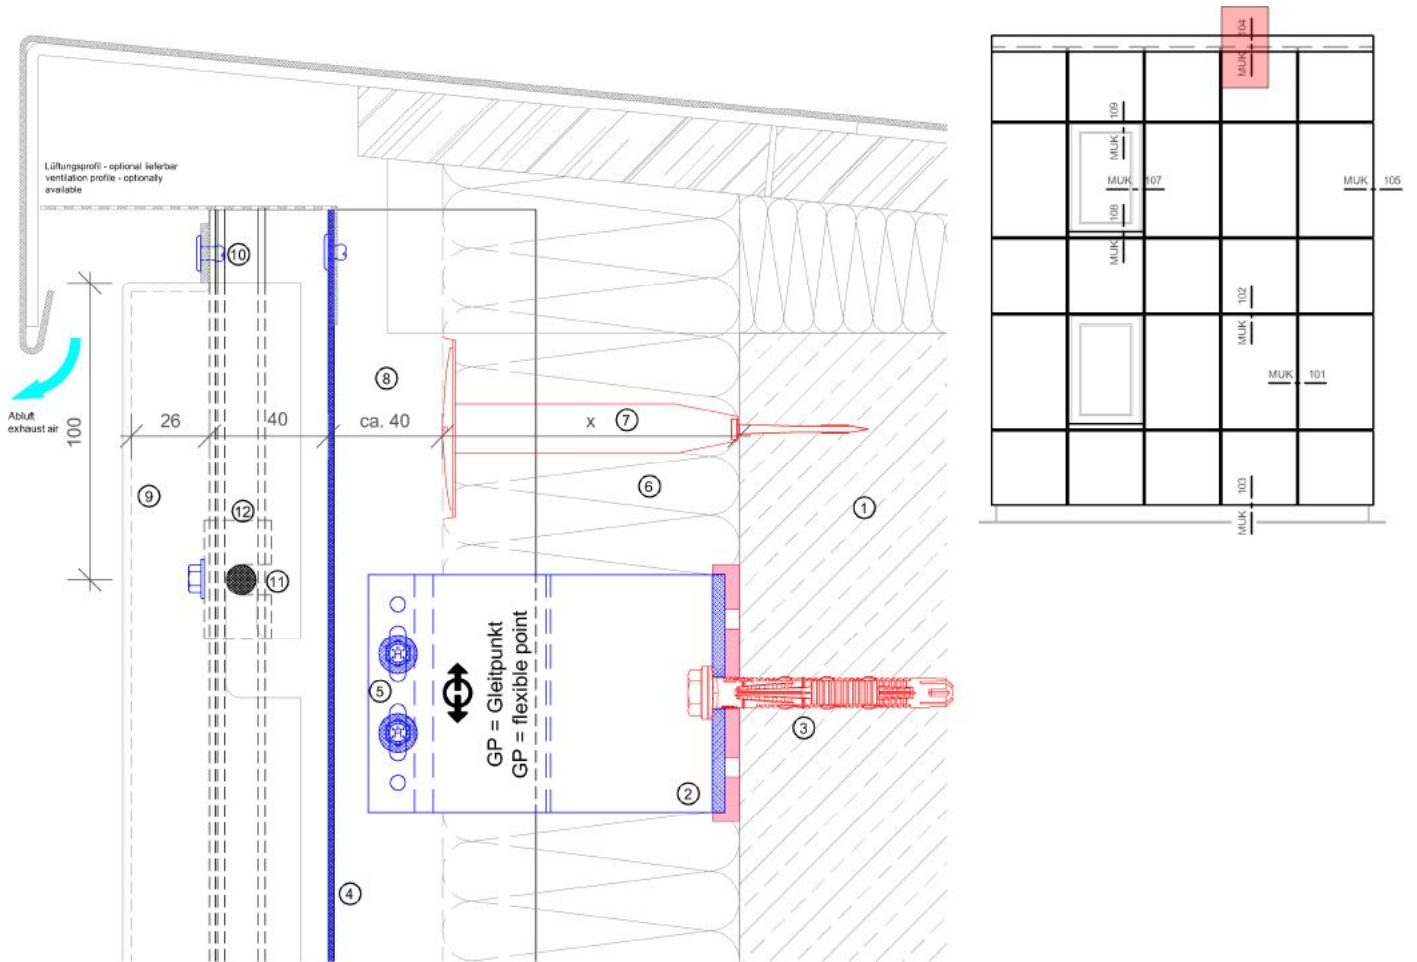 Lüftungsprofil - optional lieferbar
ventilation profile - optionally
available
10
Abluft
exhaust air
100
26
40
ca. 40
x
8
7
9
6
12
1
11
5
GP = Gleitpunkt
GP = flexible point
3
2
4
MUK 104
MUK 109
MUK 107
MUK 105
MUK 108
MUK 102
MUK 101
MUK 103